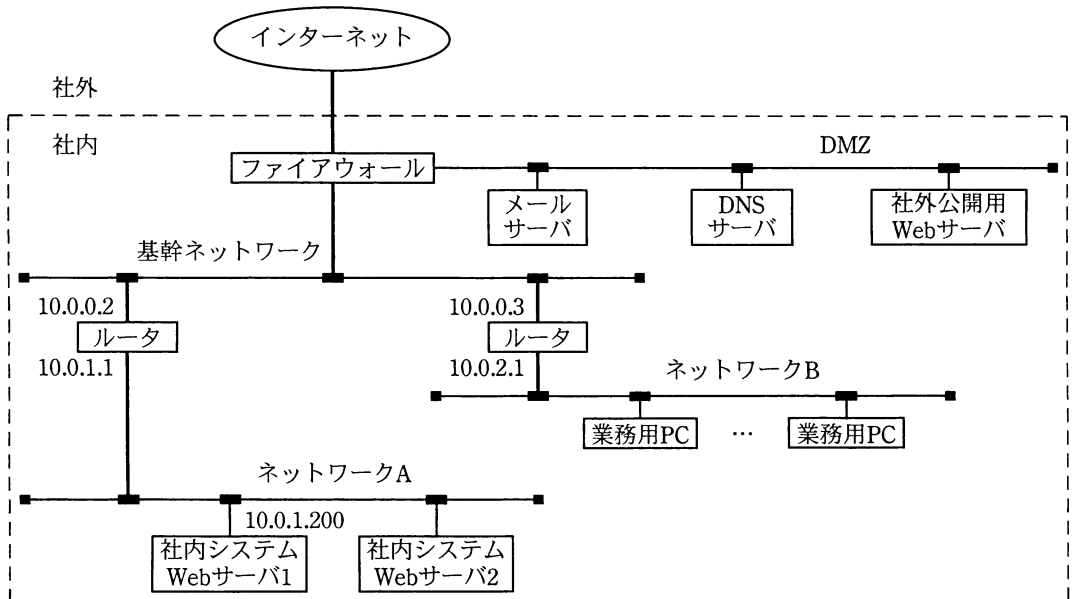 インターネット
社外
社内
ファイアウォール
DMZ
メール
サーバ
DNS
サーバ
社外公開用
Webサーバ
基幹ネットワーク
10.0.0.2
ルータ
10.0.1.1
10.0.0.3
ルータ
10.0.2.1
ネットワークB
業務用PC
…
業務用PC
ネットワークA
10.0.1.200
社内システム
Webサーバ1
社内システム
Webサーバ2